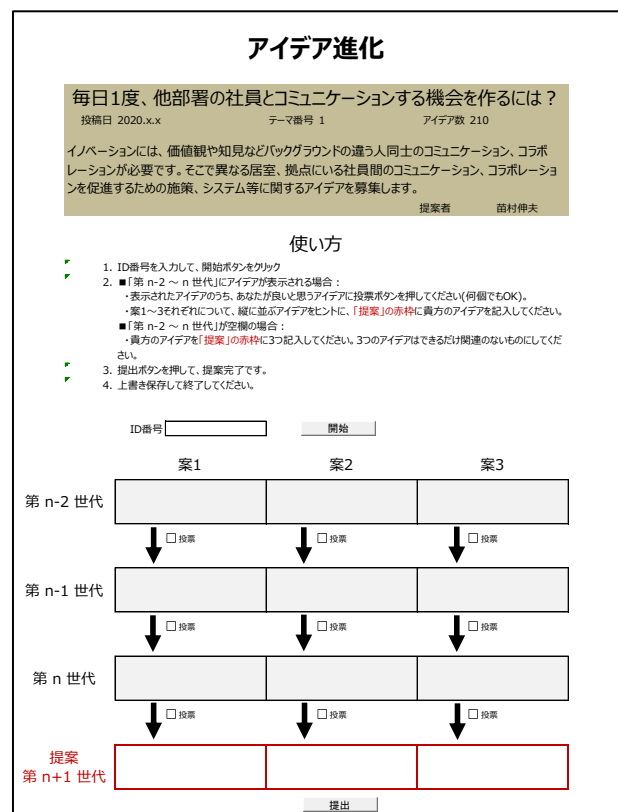 アイデア進化
毎日1度、他部署の社員とコミュニケーションする機会を作るには？
投稿日 2020.x.x テーマ番号 1 アイデア数 210
イノベーションには、価値観や知見などバックグラウンドの違う人同士のコミュニケーション、コラボ
レーションが必要です。そこで異なる居室、拠点にいる社員間のコミュニケーション、コラボレーショ
ンを促進するための施策、システム等に関するアイデアを募集します。
提案者 苗村伸夫
使い方
1. ID番号を入力して、開始ボタンをクリック
2. ■「第 n-2 ～ n 世代」にアイデアが表示される場合：
・表示されたアイデアのうち、あなたが良いと思うアイデアに投票ボタンを押してください(何個でもOK)。
・案1～3それぞれについて、縦に並ぶアイデアをヒントに、「提案」の赤枠に貴方のアイデアを記入してください。
■「第 n-2 ～ n 世代」が空欄の場合：
・貴方のアイデアを「提案」の赤枠に3つ記入してください。3つのアイデアはできるだけ関連のないものにしてくだ
さい。
3. 提出ボタンを押して、提案完了です。
4. 上書き保存して終了してください。
ID番号 開始
案1 案2 案3
第 n-2 世代
投票 投票 投票
第 n-1 世代
投票 投票 投票
第 n 世代
投票 投票 投票
提案
第 n+1 世代
提出